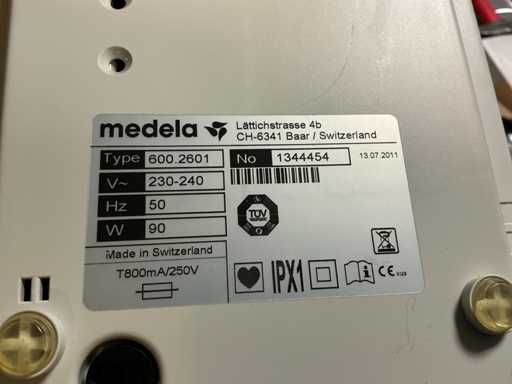 medela
Lättichstrasse 4b
CH-6341 Baar / Switzerland
Type 600.2601 No 1344454 13.07.2011
V~ 230-240
Hz 50
W 90
TÜV
Made in Switzerland
T800mA/250V
IPX1
i
CE